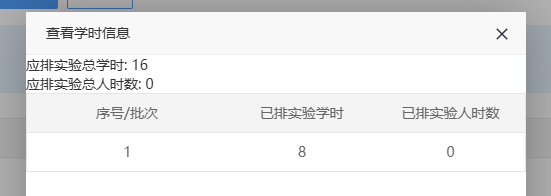 查看学时信息
应排实验总学时: 16
应排实验总人时数: 0
序号/批次 已排实验学时 已排实验人时数
1 8 0